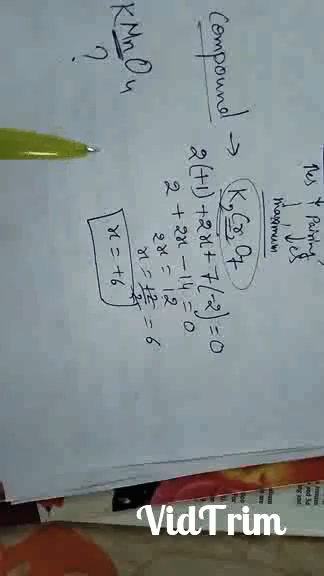 Pairing
maximum
Compound → K2Cr2O7
2(+1) + 2x + 7(-2) = 0
2 + 2x - 14 = 0
2x = 12
x = +12/2 = 6
x = +6
KMnO4
?
VidTrim